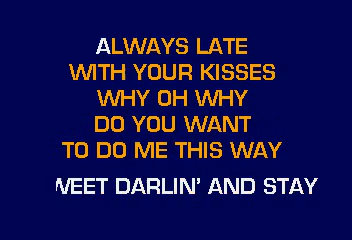 ALWAYS LATE
WITH YOUR KISSES
WHY OH WHY
DO YOU WANT
TO DO ME THIS WAY
DARLIN' AND STAY